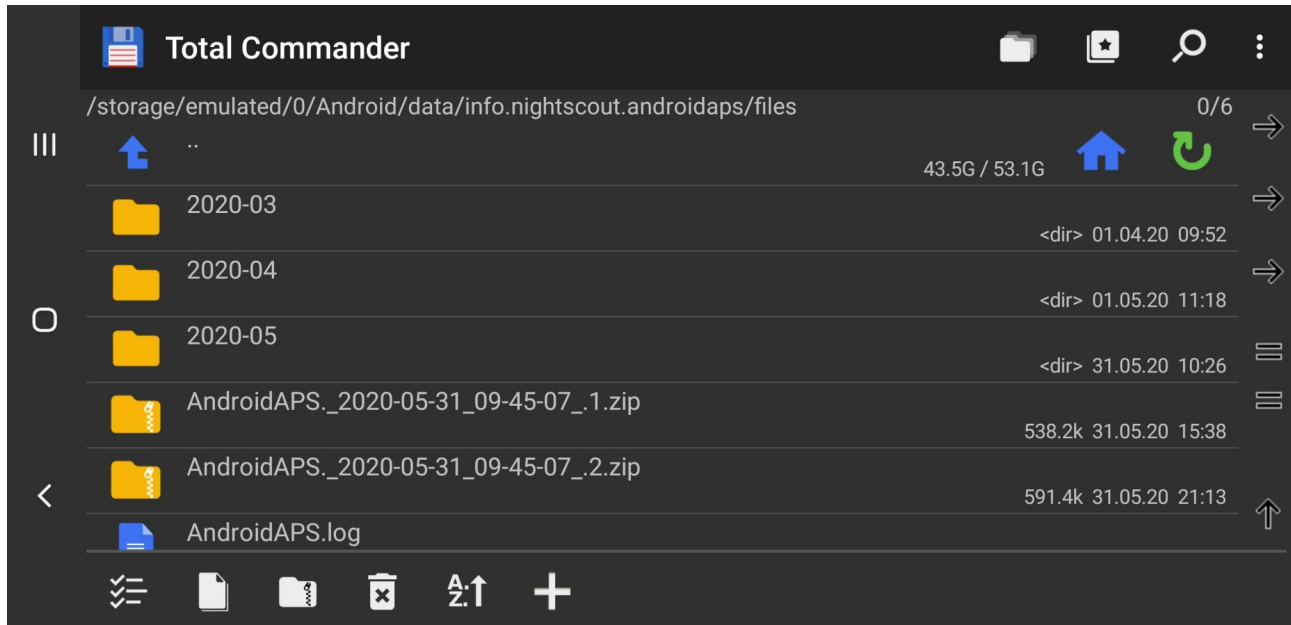 Total Commander
/storage/emulated/0/Android/data/info.nightscout.androidaps/files 0/6
..
43.5G / 53.1G
2020-03
<dir> 01.04.20 09:52
2020-04
<dir> 01.05.20 11:18
2020-05
<dir> 31.05.20 10:26
AndroidAPS._2020-05-31_09-45-07_.1.zip
538.2k 31.05.20 15:38
AndroidAPS._2020-05-31_09-45-07_.2.zip
591.4k 31.05.20 21:13
AndroidAPS.log
A.
Z.